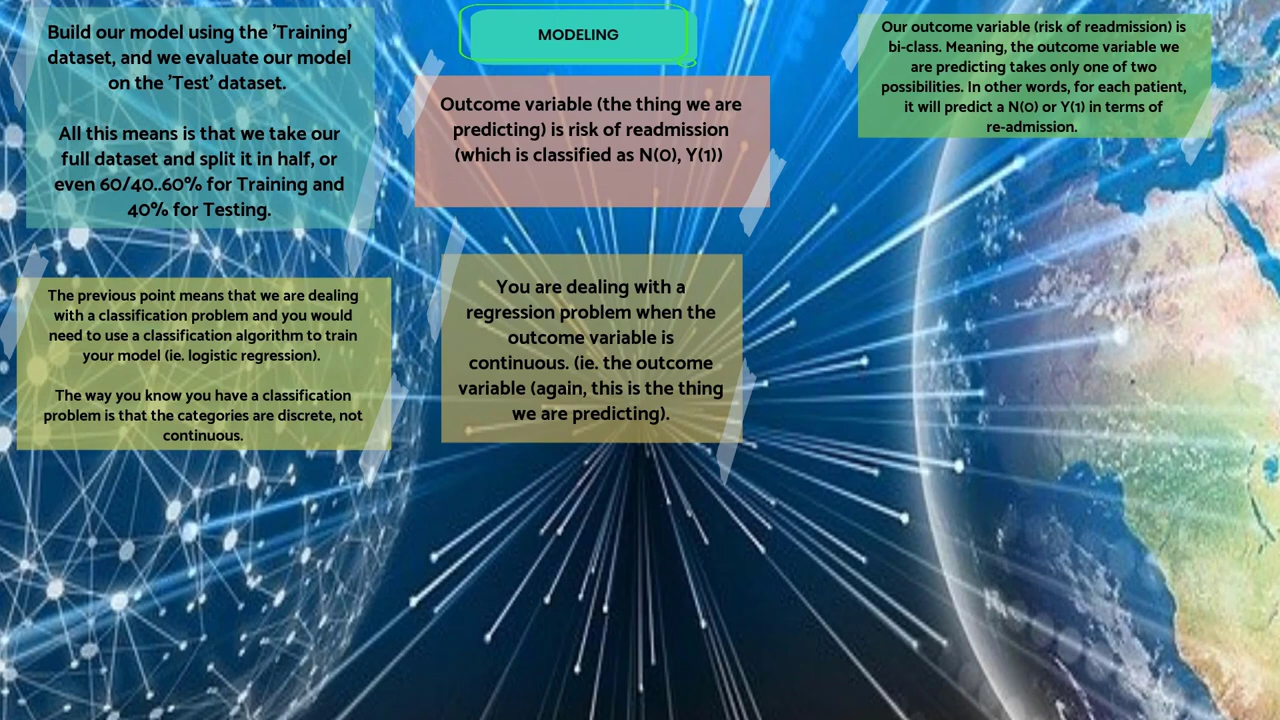 Build our model using the 'Training'
dataset, and we evaluate our model
on the 'Test' dataset.
All this means is that we take our
full dataset and split it in half, or
even 60/40..60% for Training and
40% for Testing.
MODELING
Outcome variable (the thing we are
predicting) is risk of readmission
(which is classified as N(0), Y(1))
Our outcome variable (risk of readmission) is
bi-class. Meaning, the outcome variable we
are predicting takes only one of two
possibilities. In other words, for each patient,
it will predict a N(0) or Y(1) in terms of
re-admission.
The previous point means that we are dealing
with a classification problem and you would
need to use a classification algorithm to train
your model (ie. logistic regression).
The way you know you have a classification
problem is that the categories are discrete, not
continuous.
You are dealing with a
regression problem when the
outcome variable is
continuous. (ie. the outcome
variable (again, this is the thing
we are predicting).